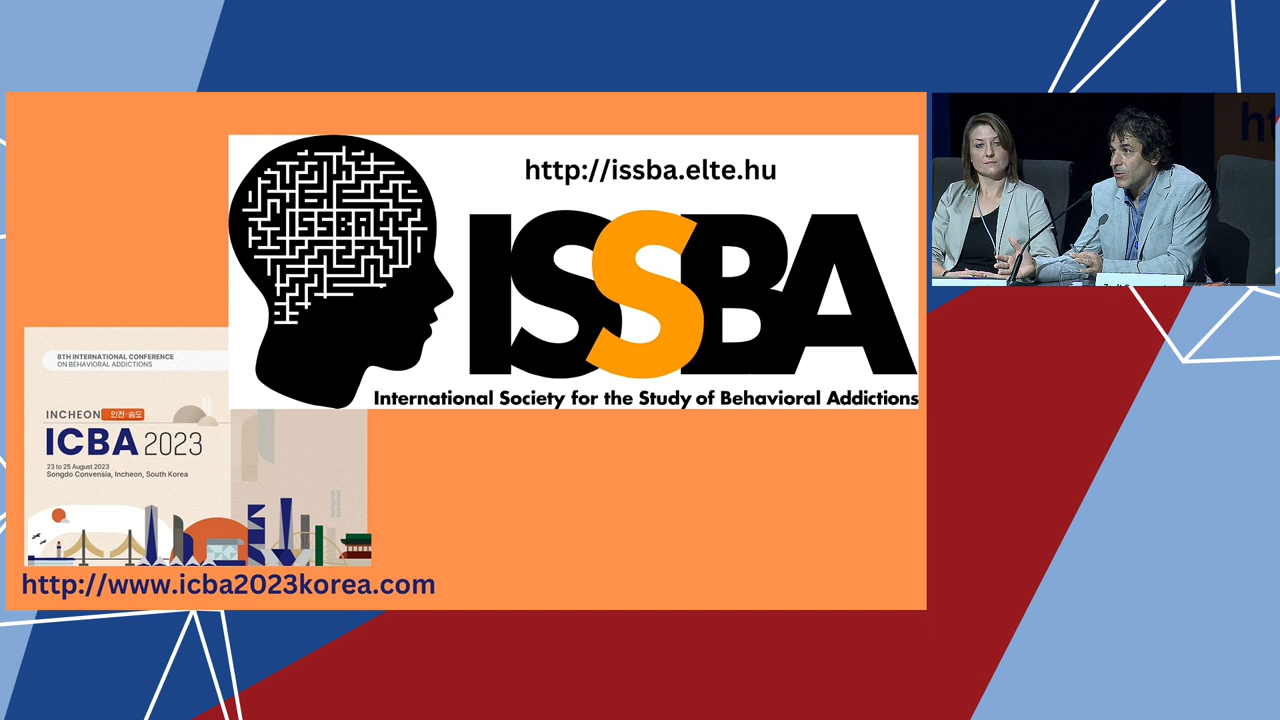 http://issba.elte.hu
ISSBA
ISSBA
International Society for the Study of Behavioral Addictions
8TH INTERNATIONAL CONFERENCE
ON BEHAVIORAL ADDICTIONS
INCHEON 인천·송도
ICBA 2023
23 to 25 August 2023
Songdo Convensia, Incheon, South Korea
http://www.icba2023korea.com
ht